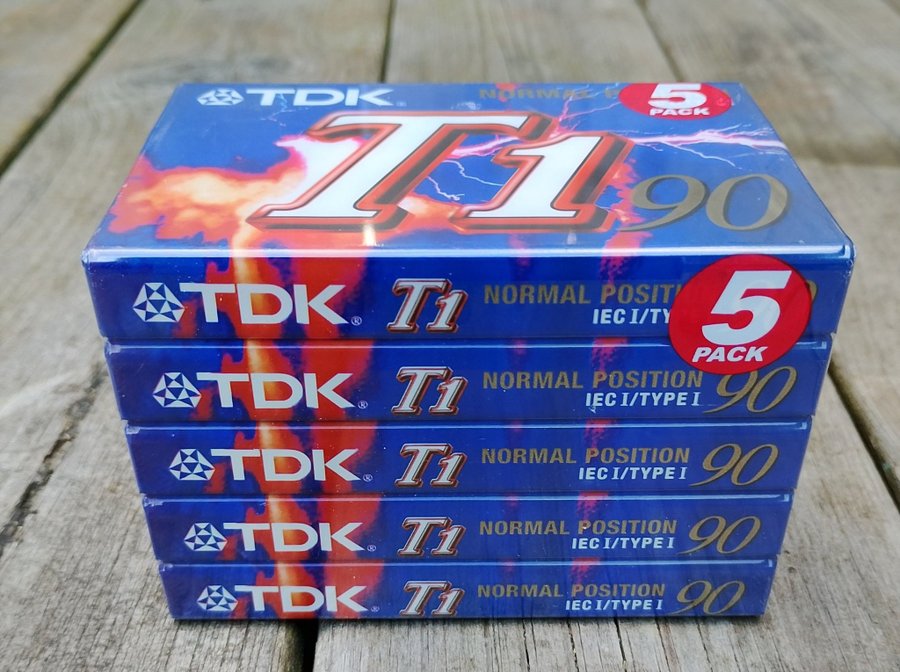 TDK®
NORMAL
5
PACK
T1 90
TDK® T1 NORMAL POSITI
IEC I/TY
5
PACK
TDK® T1 NORMAL POSITION 90
IEC I/TYPE I
TDK® T1 NORMAL POSITION 90
IEC I/TYPE I
TDK® T1 NORMAL POSITION 90
IEC I/TYPE I
TDK® T1 NORMAL POSITION 90
IEC I/TYPE I